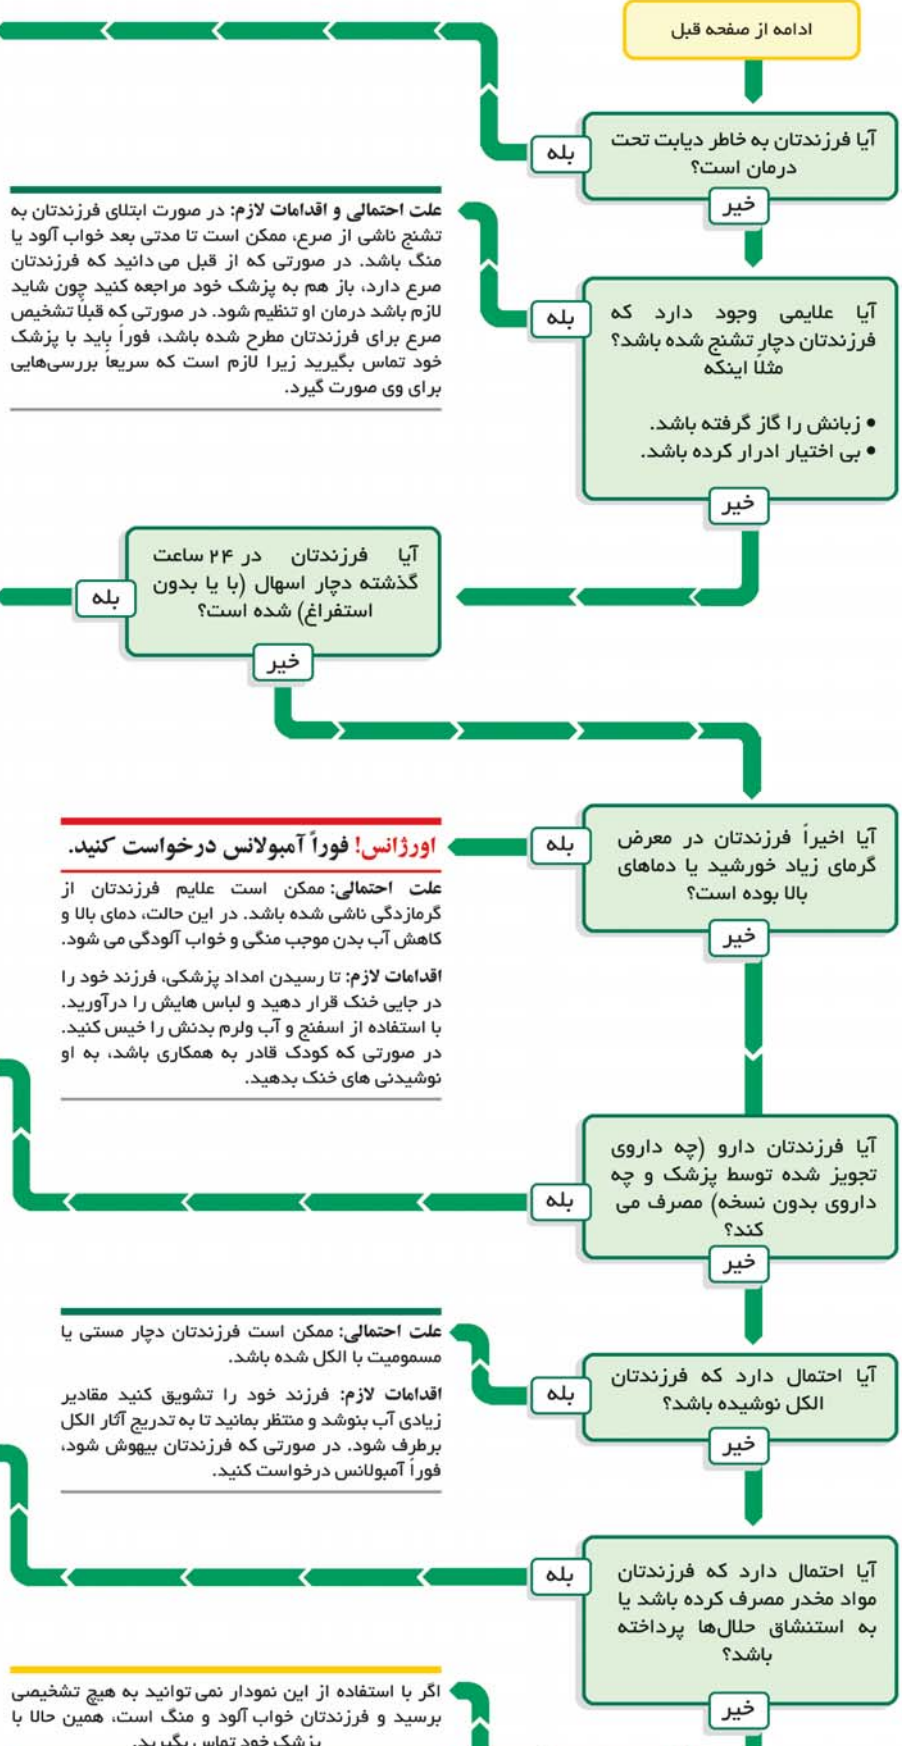 ادامه از صفحه قبل
آیا فرزندتان به خاطر دیابت تحت
درمان است؟
بله
خیر
علت احتمالی و اقدامات لازم: در صورت ابتلای فرزندتان به
تشنج ناشی از صرع، ممکن است تا مدتی بعد خواب آلود یا
منگ باشد. در صورتی که از قبل می دانید که فرزندتان
صرع دارد، باز هم به پزشک خود مراجعه کنید چون شاید
لازم باشد درمان او تنظیم شود. در صورتی که قبلاً تشخیص
صرع برای فرزندتان مطرح شده باشد، فوراً باید با پزشک
خود تماس بگیرید زیرا لازم است که سریعاً بررسی‌هایی
برای وی صورت گیرد.
آیا علایمی وجود دارد که
فرزندتان دچار تشنج شده باشد؟
مثلاً اینکه
• زبانش را گاز گرفته باشد.
• بی اختیار ادرار کرده باشد.
بله
خیر
آیا فرزندتان در ۲۴ ساعت
گذشته دچار اسهال (با یا بدون
استفراغ) شده است؟
بله
خیر
آیا اخیراً فرزندتان در معرض
گرمای زیاد خورشید یا دماهای
بالا بوده است؟
بله
خیر
اورژانس! فوراً آمبولانس درخواست کنید.
علت احتمالی: ممکن است علایم فرزندتان از
گرمازدگی ناشی شده باشد. در این حالت، دمای بالا و
کاهش آب بدن موجب منگی و خواب آلودگی می شود.
اقدامات لازم: تا رسیدن امداد پزشکی، فرزند خود را
در جایی خنک قرار دهید و لباس هایش را درآورید.
با استفاده از اسفنج و آب ولرم بدنش را خیس کنید.
در صورتی که کودک قادر به همکاری باشد، به او
نوشیدنی های خنک بدهید.
آیا فرزندتان دارو (چه داروی
تجویز شده توسط پزشک و چه
داروی بدون نسخه) مصرف می
کند؟
بله
خیر
علت احتمالی: ممکن است فرزندتان دچار مستی یا
مسمومیت با الکل شده باشد.
اقدامات لازم: فرزند خود را تشویق کنید مقادیر
زیادی آب بنوشد و منتظر بمانید تا به تدریج آثار الکل
برطرف شود. در صورتی که فرزندتان بیهوش شود،
فوراً آمبولانس درخواست کنید.
آیا احتمال دارد که فرزندتان
الکل نوشیده باشد؟
بله
خیر
آیا احتمال دارد که فرزندتان
مواد مخدر مصرف کرده باشد یا
به استنشاق حلال‌ها پرداخته
باشد؟
بله
خیر
اگر با استفاده از این نمودار نمی توانید به هیچ تشخیصی
برسید و فرزندتان خواب آلود و منگ است، همین حالا با
پزشک خود تماس بگیرید.